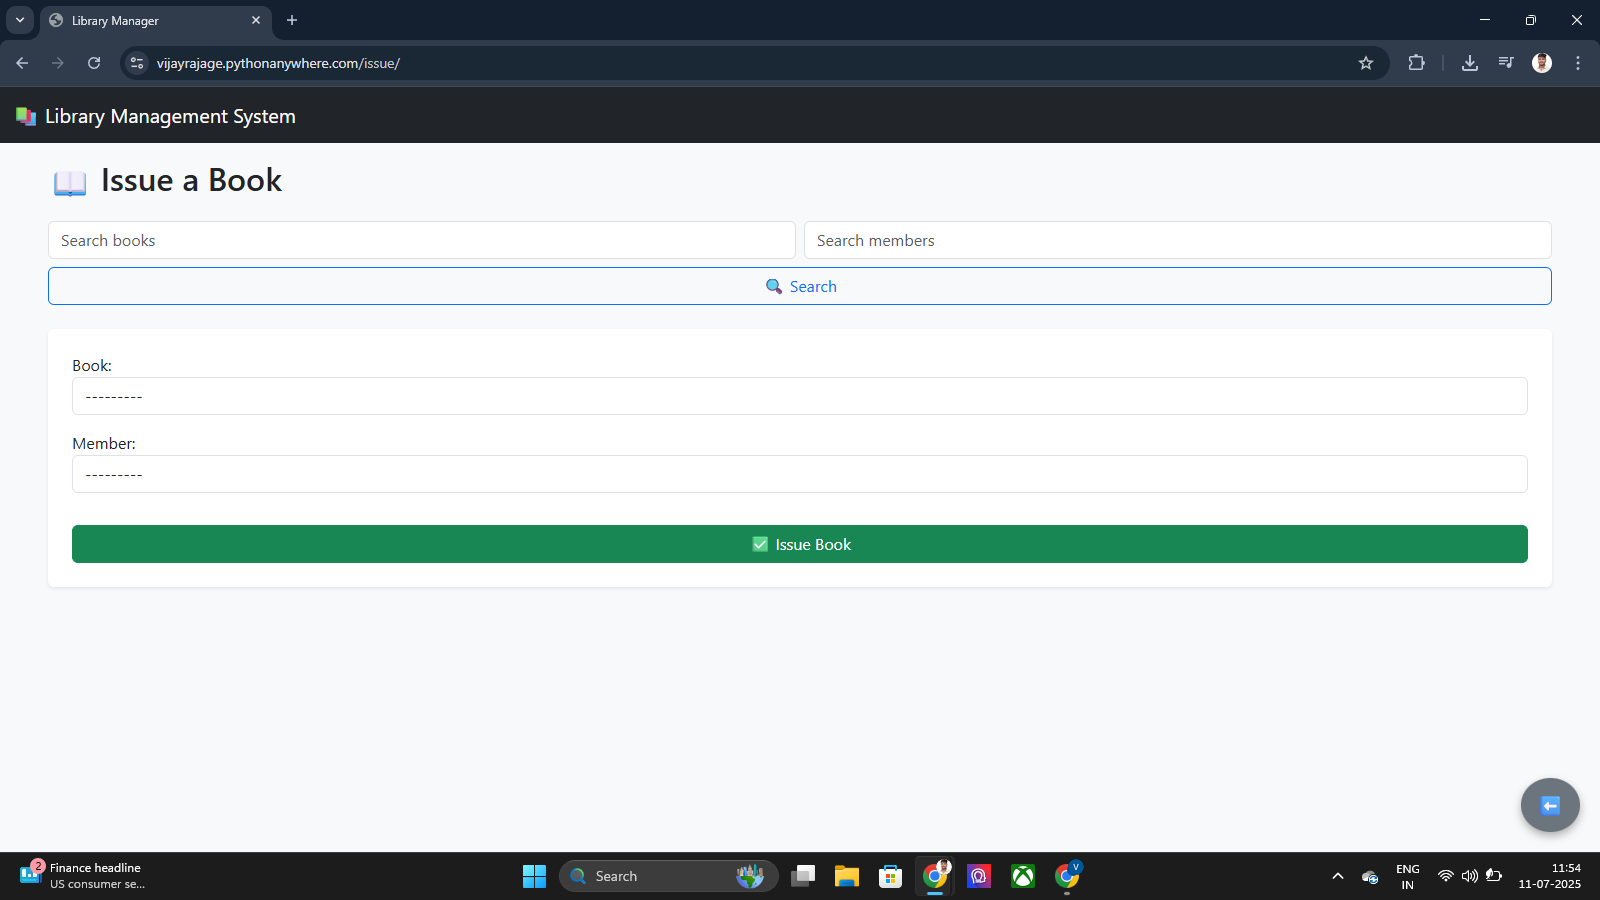 Library Manager
vijayrajage.pythonanywhere.com/issue/
Library Management System
Issue a Book
Search books
Search members
Search
Book:
---------
Member:
---------
Issue Book
2
Finance headline
US consumer se...
Search
V
ENG
IN
11:54
11-07-2025